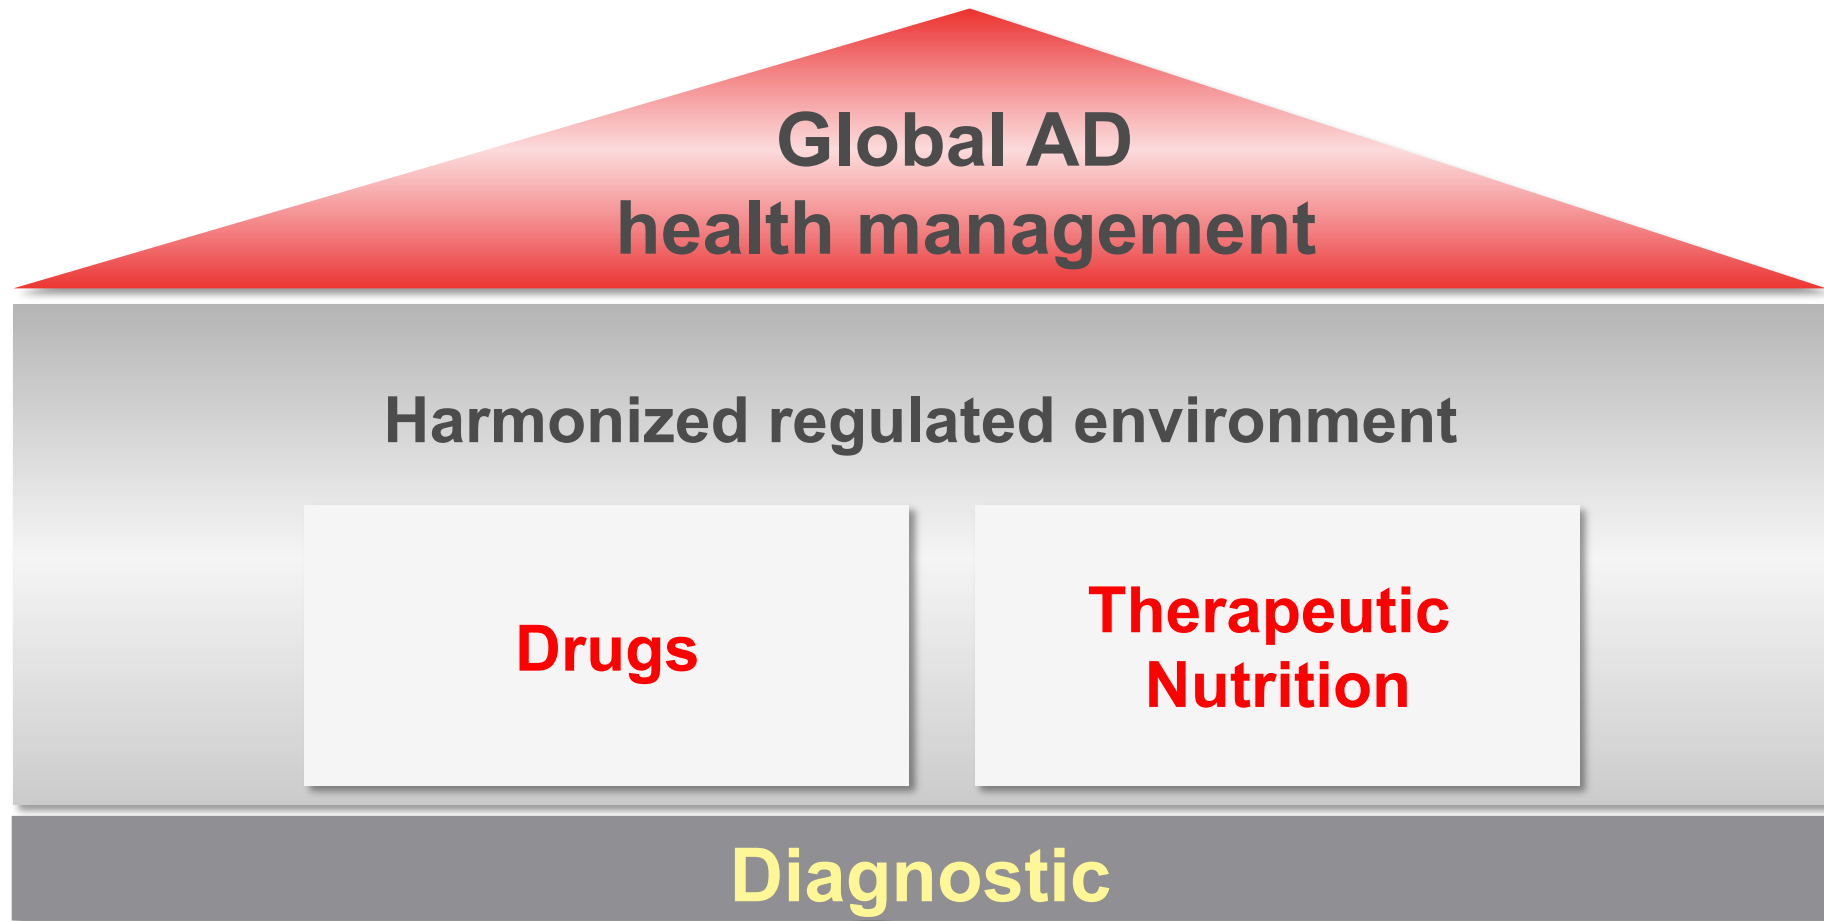 Global AD
health management
Harmonized regulated environment
Drugs
Therapeutic
Nutrition
Diagnostic